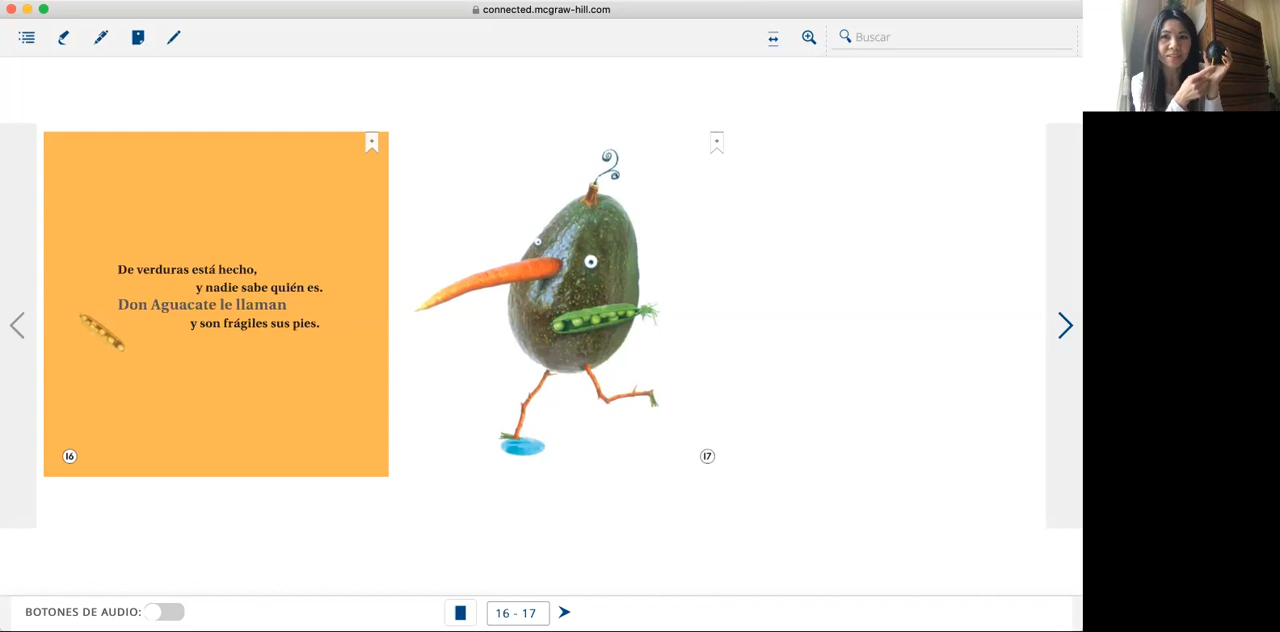 connected.mcgraw-hill.com
Buscar
De verduras está hecho,
y nadie sabe quién es.
Don Aguacate le llaman
y son frágiles sus pies.
16
17
BOTONES DE AUDIO:
16 - 17